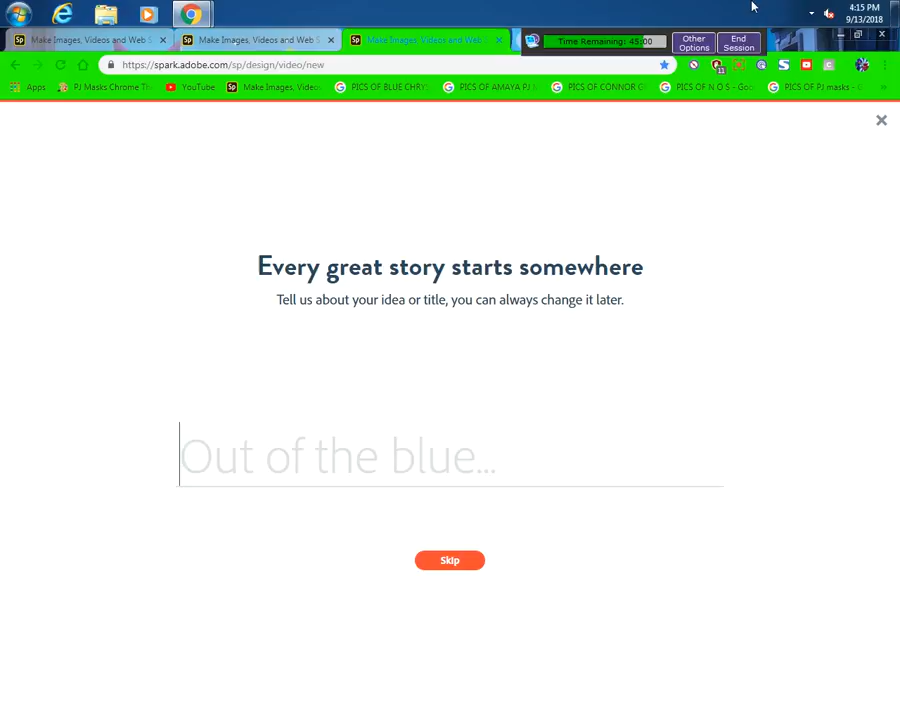 4:15 PM
9/13/2018
Sp Make Images, Videos and Web S
Sp Make Images, Videos and Web S
Sp Make Images, Videos and Web
Time Remaining: 45:00
Other Options
End Session
https://spark.adobe.com/sp/design/video/new
Apps
PJ Masks Chrome Th
YouTube
Sp Make Images, Videos
PICS OF BLUE CHRY
PICS OF AMAYA PJ
PICS OF CONNOR G
PICS OF N O S - Goo
PICS OF PJ masks - G
Every great story starts somewhere
Tell us about your idea or title, you can always change it later.
Out of the blue...
Skip